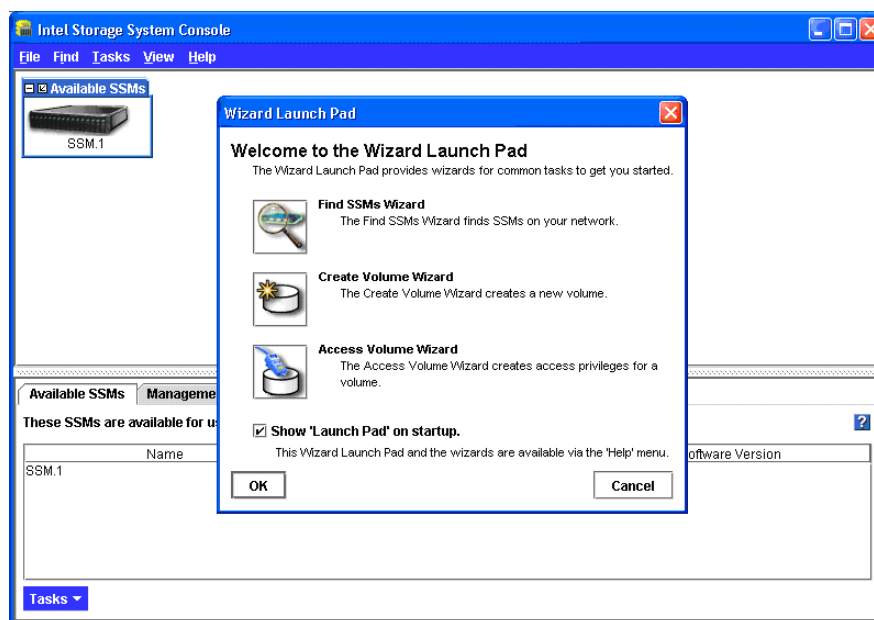 Intel Storage System Console
File Find Tasks View Help
Available SSMs
SSM.1
Wizard Launch Pad
Welcome to the Wizard Launch Pad
The Wizard Launch Pad provides wizards for common tasks to get you started.
Find SSMs Wizard
The Find SSMs Wizard finds SSMs on your network.
Create Volume Wizard
The Create Volume Wizard creates a new volume.
Access Volume Wizard
The Access Volume Wizard creates access privileges for a
volume.
Show 'Launch Pad' on startup.
This Wizard Launch Pad and the wizards are available via the 'Help' menu.
OK Cancel
Available SSMs Manageme
These SSMs are available for u
?
Name oftware Version
SSM.1
Tasks